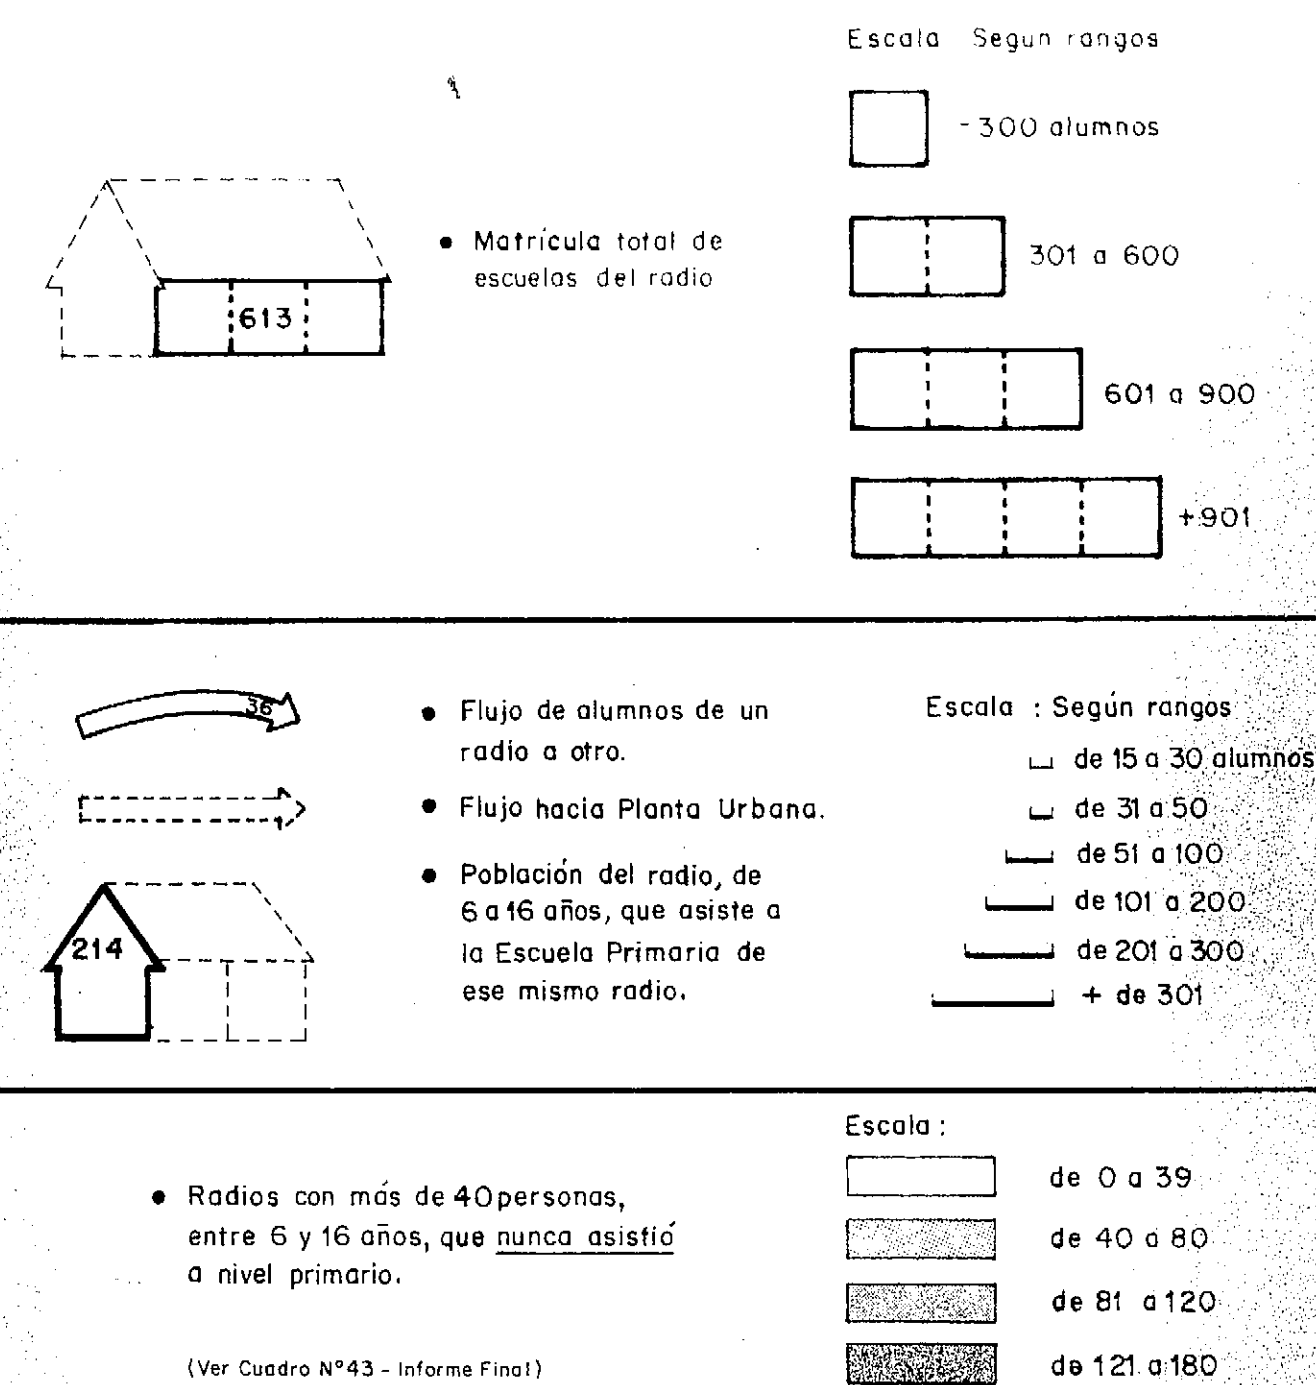 Escala Segun rangos
- 300 alumnos
613
• Matrícula total de
escuelas del radio
301 a 600
601 a 900
+901
36
• Flujo de alumnos de un
radio a otro.
• Flujo hacia Planta Urbana.
214
• Población del radio, de
6 a 16 años, que asiste a
la Escuela Primaria de
ese mismo radio.
Escala : Según rangos
de 15 a 30 alumnos
de 31 a 50
de 51 a 100
de 101 a 200
de 201 a 300
+ de 301
• Radios con más de 40 personas,
entre 6 y 16 años, que nunca asistió
a nivel primario.
(Ver Cuadro Nº43 - Informe Final)
Escala :
de 0 a 39
de 40 a 80
de 81 a 120
de 121 a 180